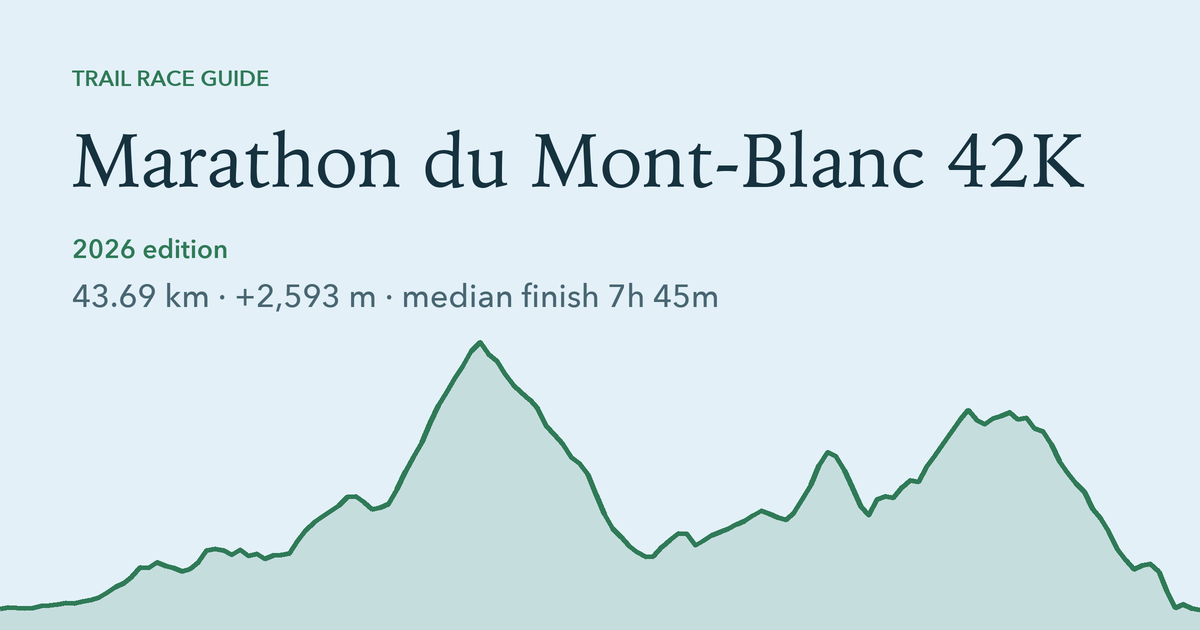 TRAIL RACE GUIDE
Marathon du Mont-Blanc 42K
2026 edition
43.69 km · +2,593 m · median finish 7h 45m